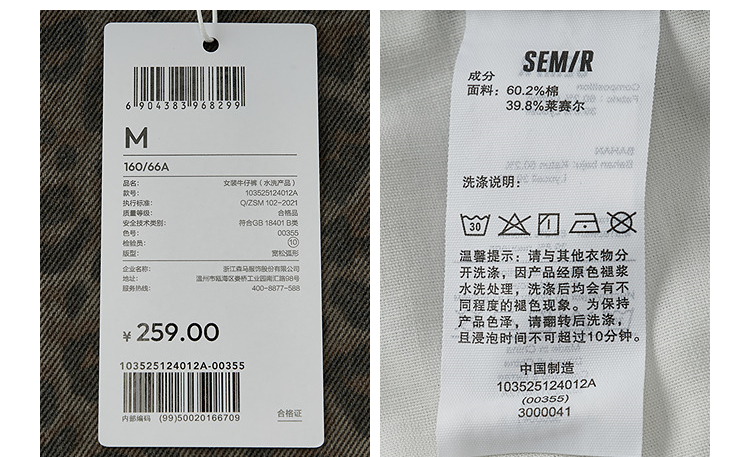 6904383968299
M
160/66A
品名: 女装牛仔裤（水洗产品）
款号: 103525124012A
执行标准: Q/ZSM 102-2021
质量等级: 合格品
安全技术类别: 符合GB 18401 B类
色号: 00355
检验员: 10
版型: 宽松弧形
企业名称: 浙江森马服饰股份有限公司
地址: 温州市瓯海区娄桥工业园南汇路98号
服务热线: 400-8877-588
¥ 259.00
103525124012A-00355
内部编码 (99)50020166709
合格证
SEM/R
成分
面料: 60.2%棉
39.8%莱赛尔
洗涤说明:
30
温馨提示: 请与其他衣物分
开洗涤, 因产品经原色褪浆
水洗处理, 洗涤后均会有不
同程度的褪色现象。为保持
产品色泽, 请翻转后洗涤,
且浸泡时间不可超过10分钟。
中国制造
103525124012A
(00355)
3000041